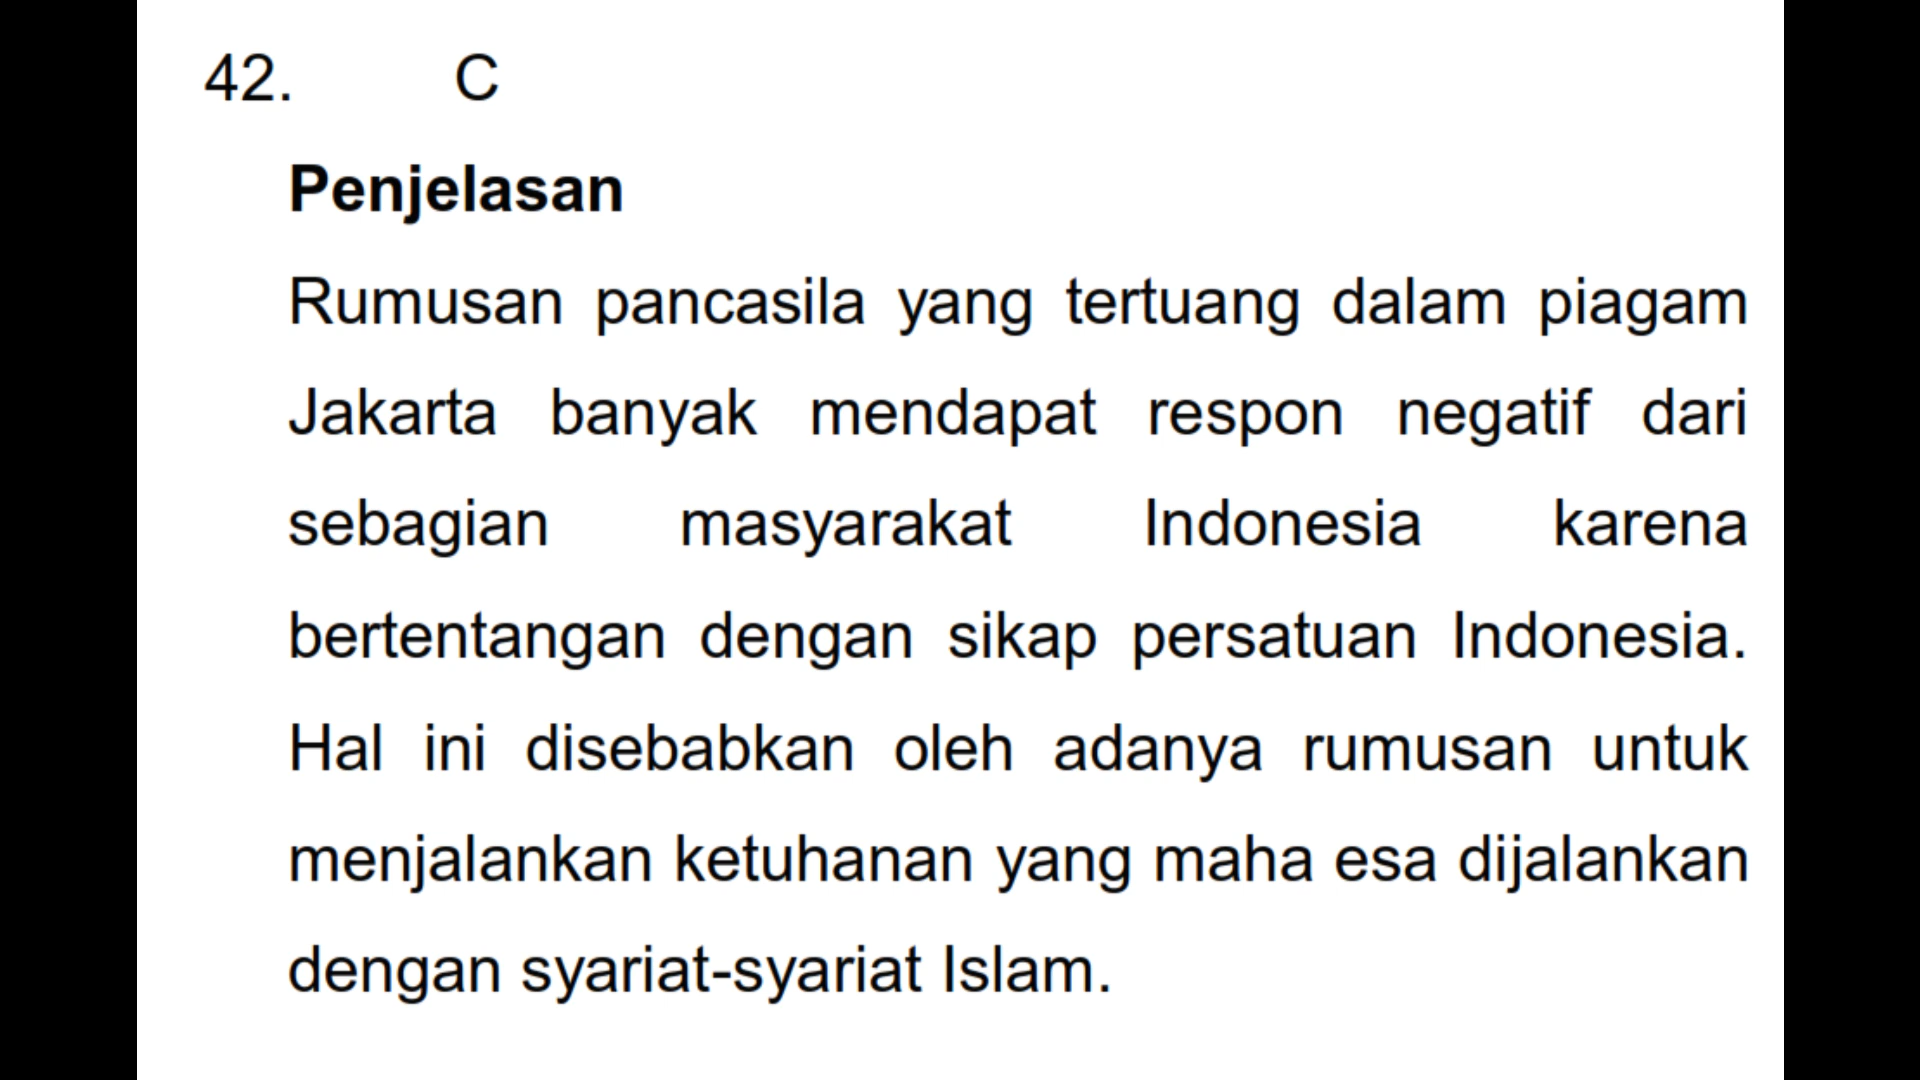 42. C
Penjelasan
Rumusan pancasila yang tertuang dalam piagam
Jakarta banyak mendapat respon negatif dari
sebagian masyarakat Indonesia karena
bertentangan dengan sikap persatuan Indonesia.
Hal ini disebabkan oleh adanya rumusan untuk
menjalankan ketuhanan yang maha esa dijalankan
dengan syariat-syariat Islam.